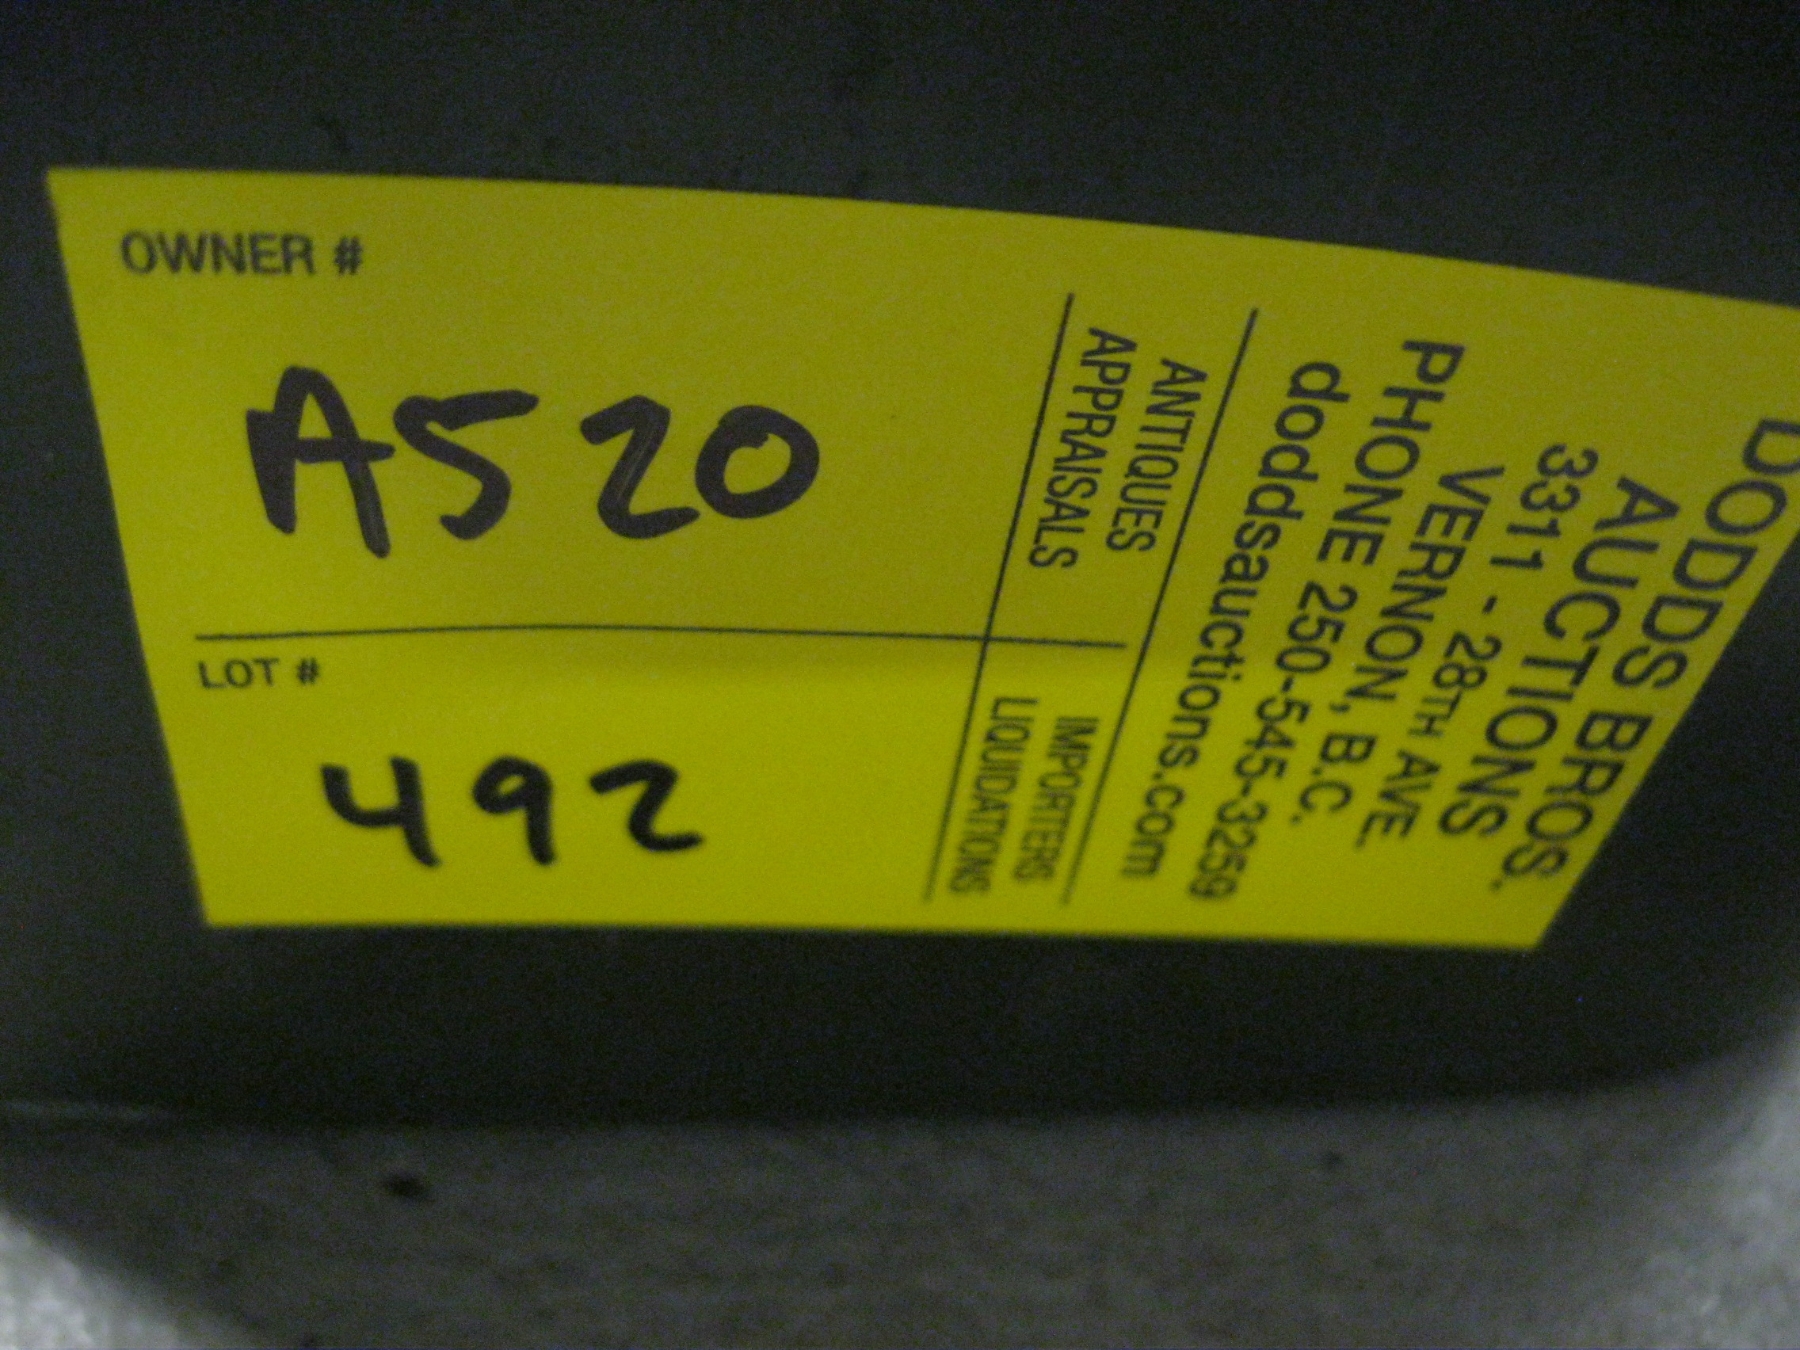 OWNER #
A520
LOT #
492
DODDS BROS.
AUCTIONS
3311 - 28TH AVE.
VERNON, B.C.
PHONE 250-545-3259
doddsauctions.com
ANTIQUES
APPRAISALS
IMPORTERS
LIQUIDATIONS